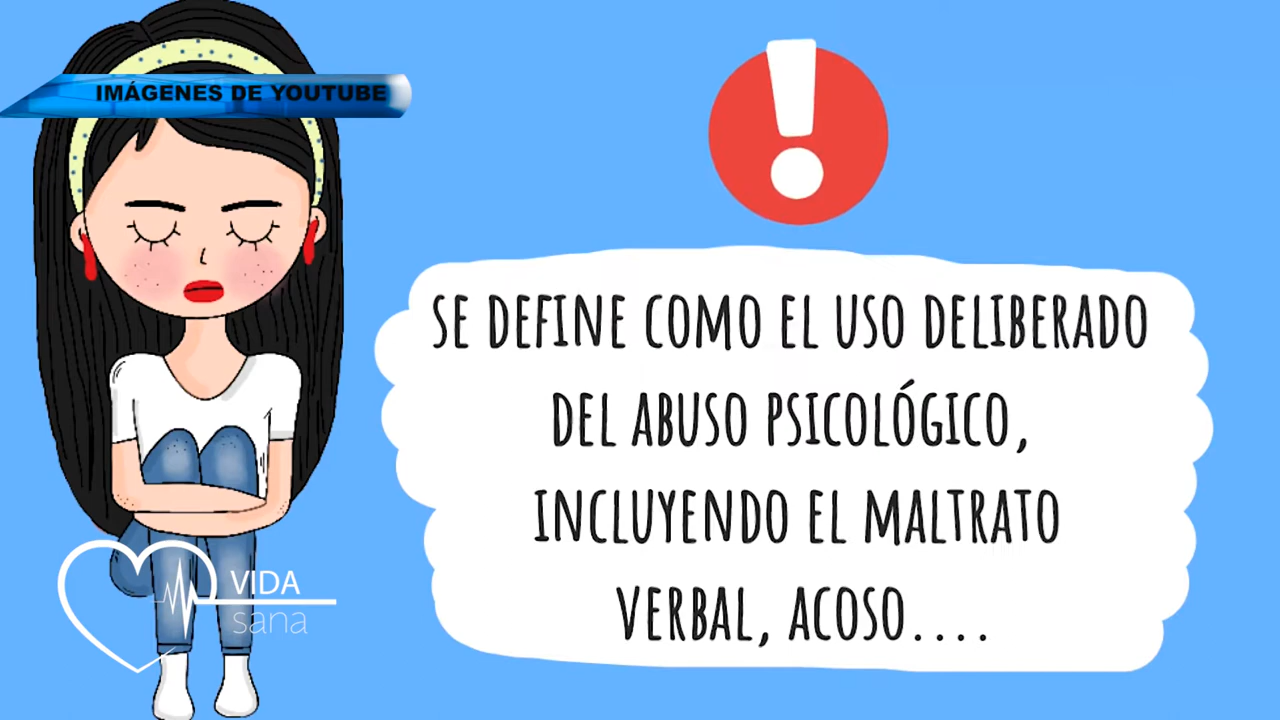 IMÁGENES DE YOUTUBE
SE DEFINE COMO EL USO DELIBERADO
DEL ABUSO PSICOLÓGICO,
INCLUYENDO EL MALTRATO
VERBAL, ACOSO....
VIDA
sana